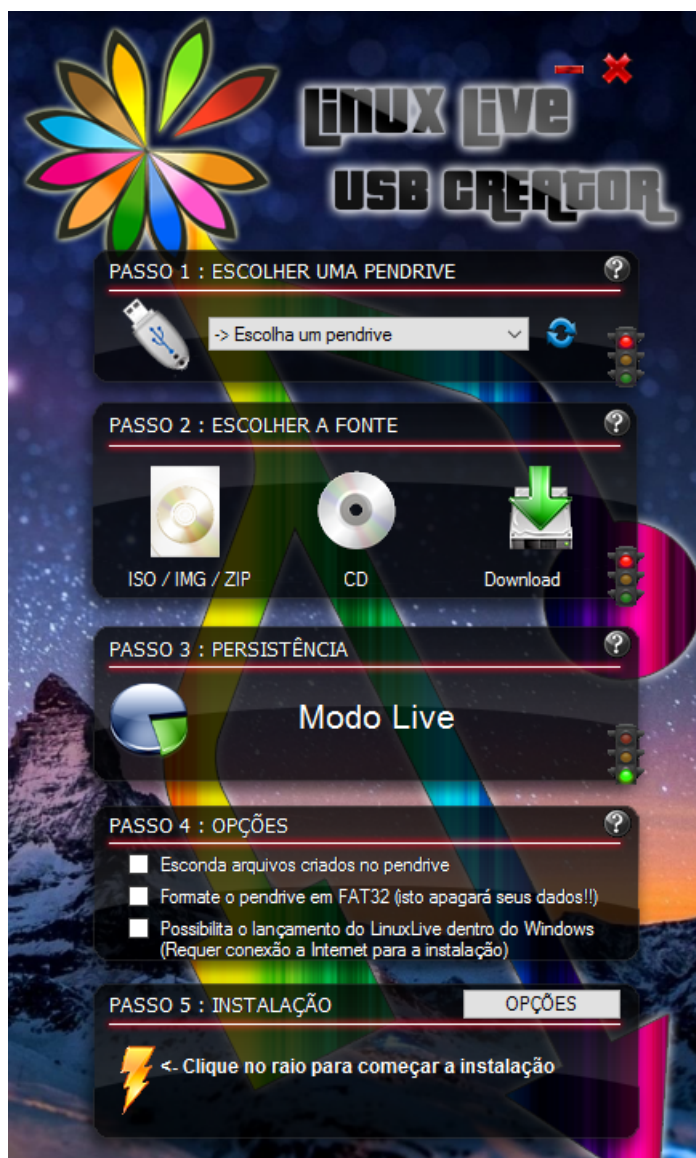 Linux Live
USB Creator
PASSO 1 : ESCOLHER UMA PENDRIVE
?
-> Escolha um pendrive
PASSO 2 : ESCOLHER A FONTE
?
ISO / IMG / ZIP
CD
Download
PASSO 3 : PERSISTÊNCIA
?
Modo Live
PASSO 4 : OPÇÕES
?
Esconda arquivos criados no pendrive
Formate o pendrive em FAT32 (isto apagará seus dados!!)
Possibilita o lançamento do LinuxLive dentro do Windows
(Requer conexão a Internet para a instalação)
PASSO 5 : INSTALAÇÃO
OPÇÕES
<- Clique no raio para começar a instalação